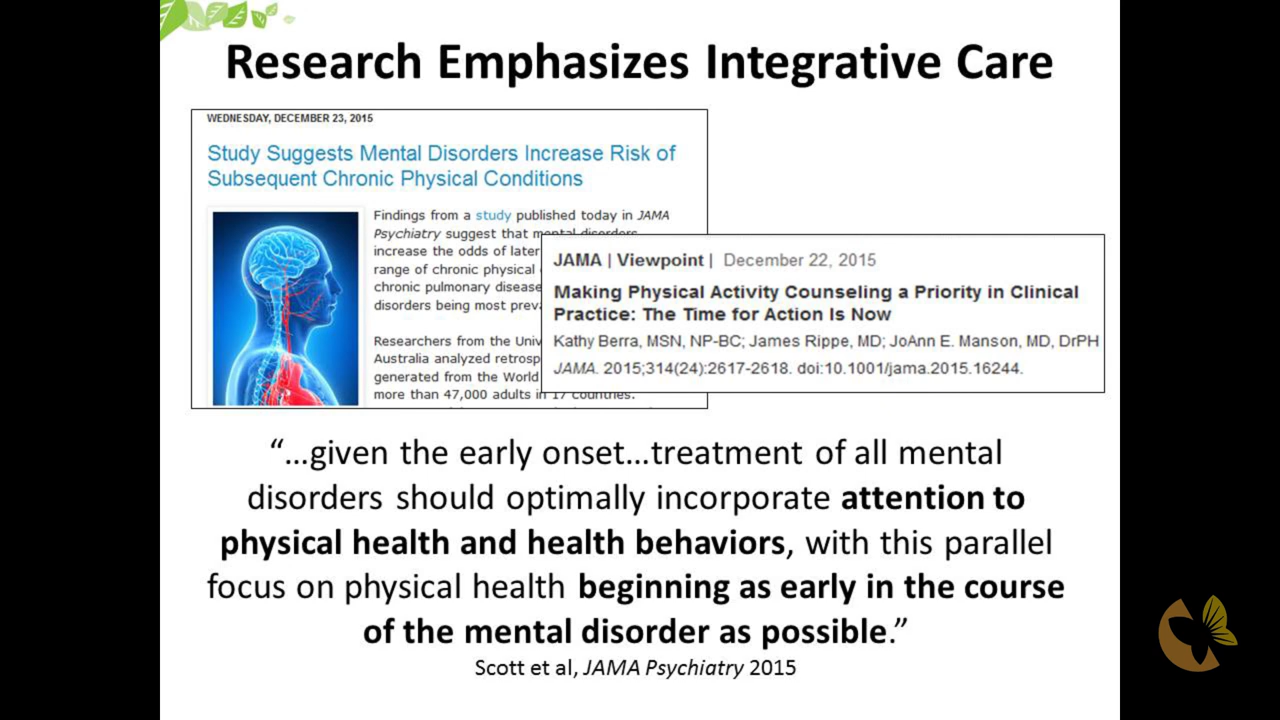 Research Emphasizes Integrative Care
WEDNESDAY, DECEMBER 23, 2015
Study Suggests Mental Disorders Increase Risk of
Subsequent Chronic Physical Conditions
Findings from a study published today in JAMA
Psychiatry suggest that mental disorders
increase the odds of later
range of chronic physical
chronic pulmonary disease
disorders being most
Researchers from the
Australia analyzed
generated from the World
more than 47,000 adults in 17 countries.
JAMA | Viewpoint | December 22, 2015
Making Physical Activity Counseling a Priority in Clinical
Practice: The Time for Action Is Now
Kathy Berra, MSN, NP-BC; James Rippe, MD; JoAnn E. Manson, MD, DrPH
JAMA. 2015;314(24):2617-2618. doi:10.1001/jama.2015.16244.
“...given the early onset...treatment of all mental
disorders should optimally incorporate attention to
physical health and health behaviors, with this parallel
focus on physical health beginning as early in the course
of the mental disorder as possible.”
Scott et al, JAMA Psychiatry 2015